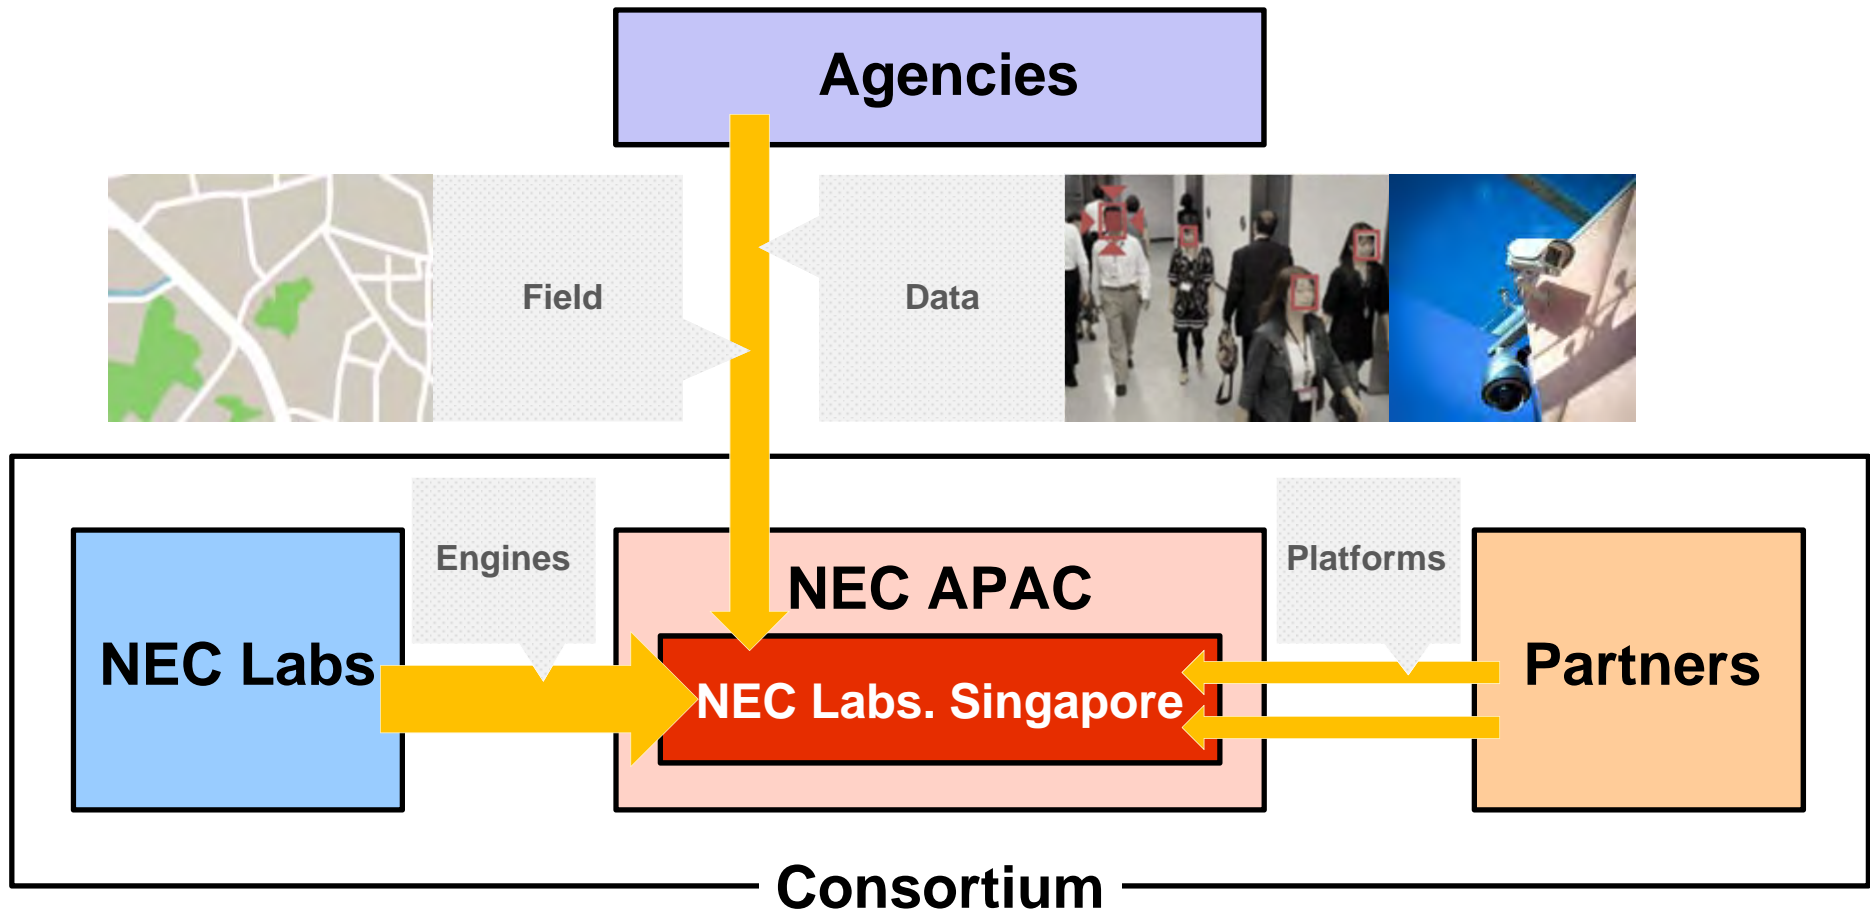 Agencies
Field
Data
Engines
Platforms
NEC APAC
NEC Labs
Partners
NEC Labs. Singapore
Consortium